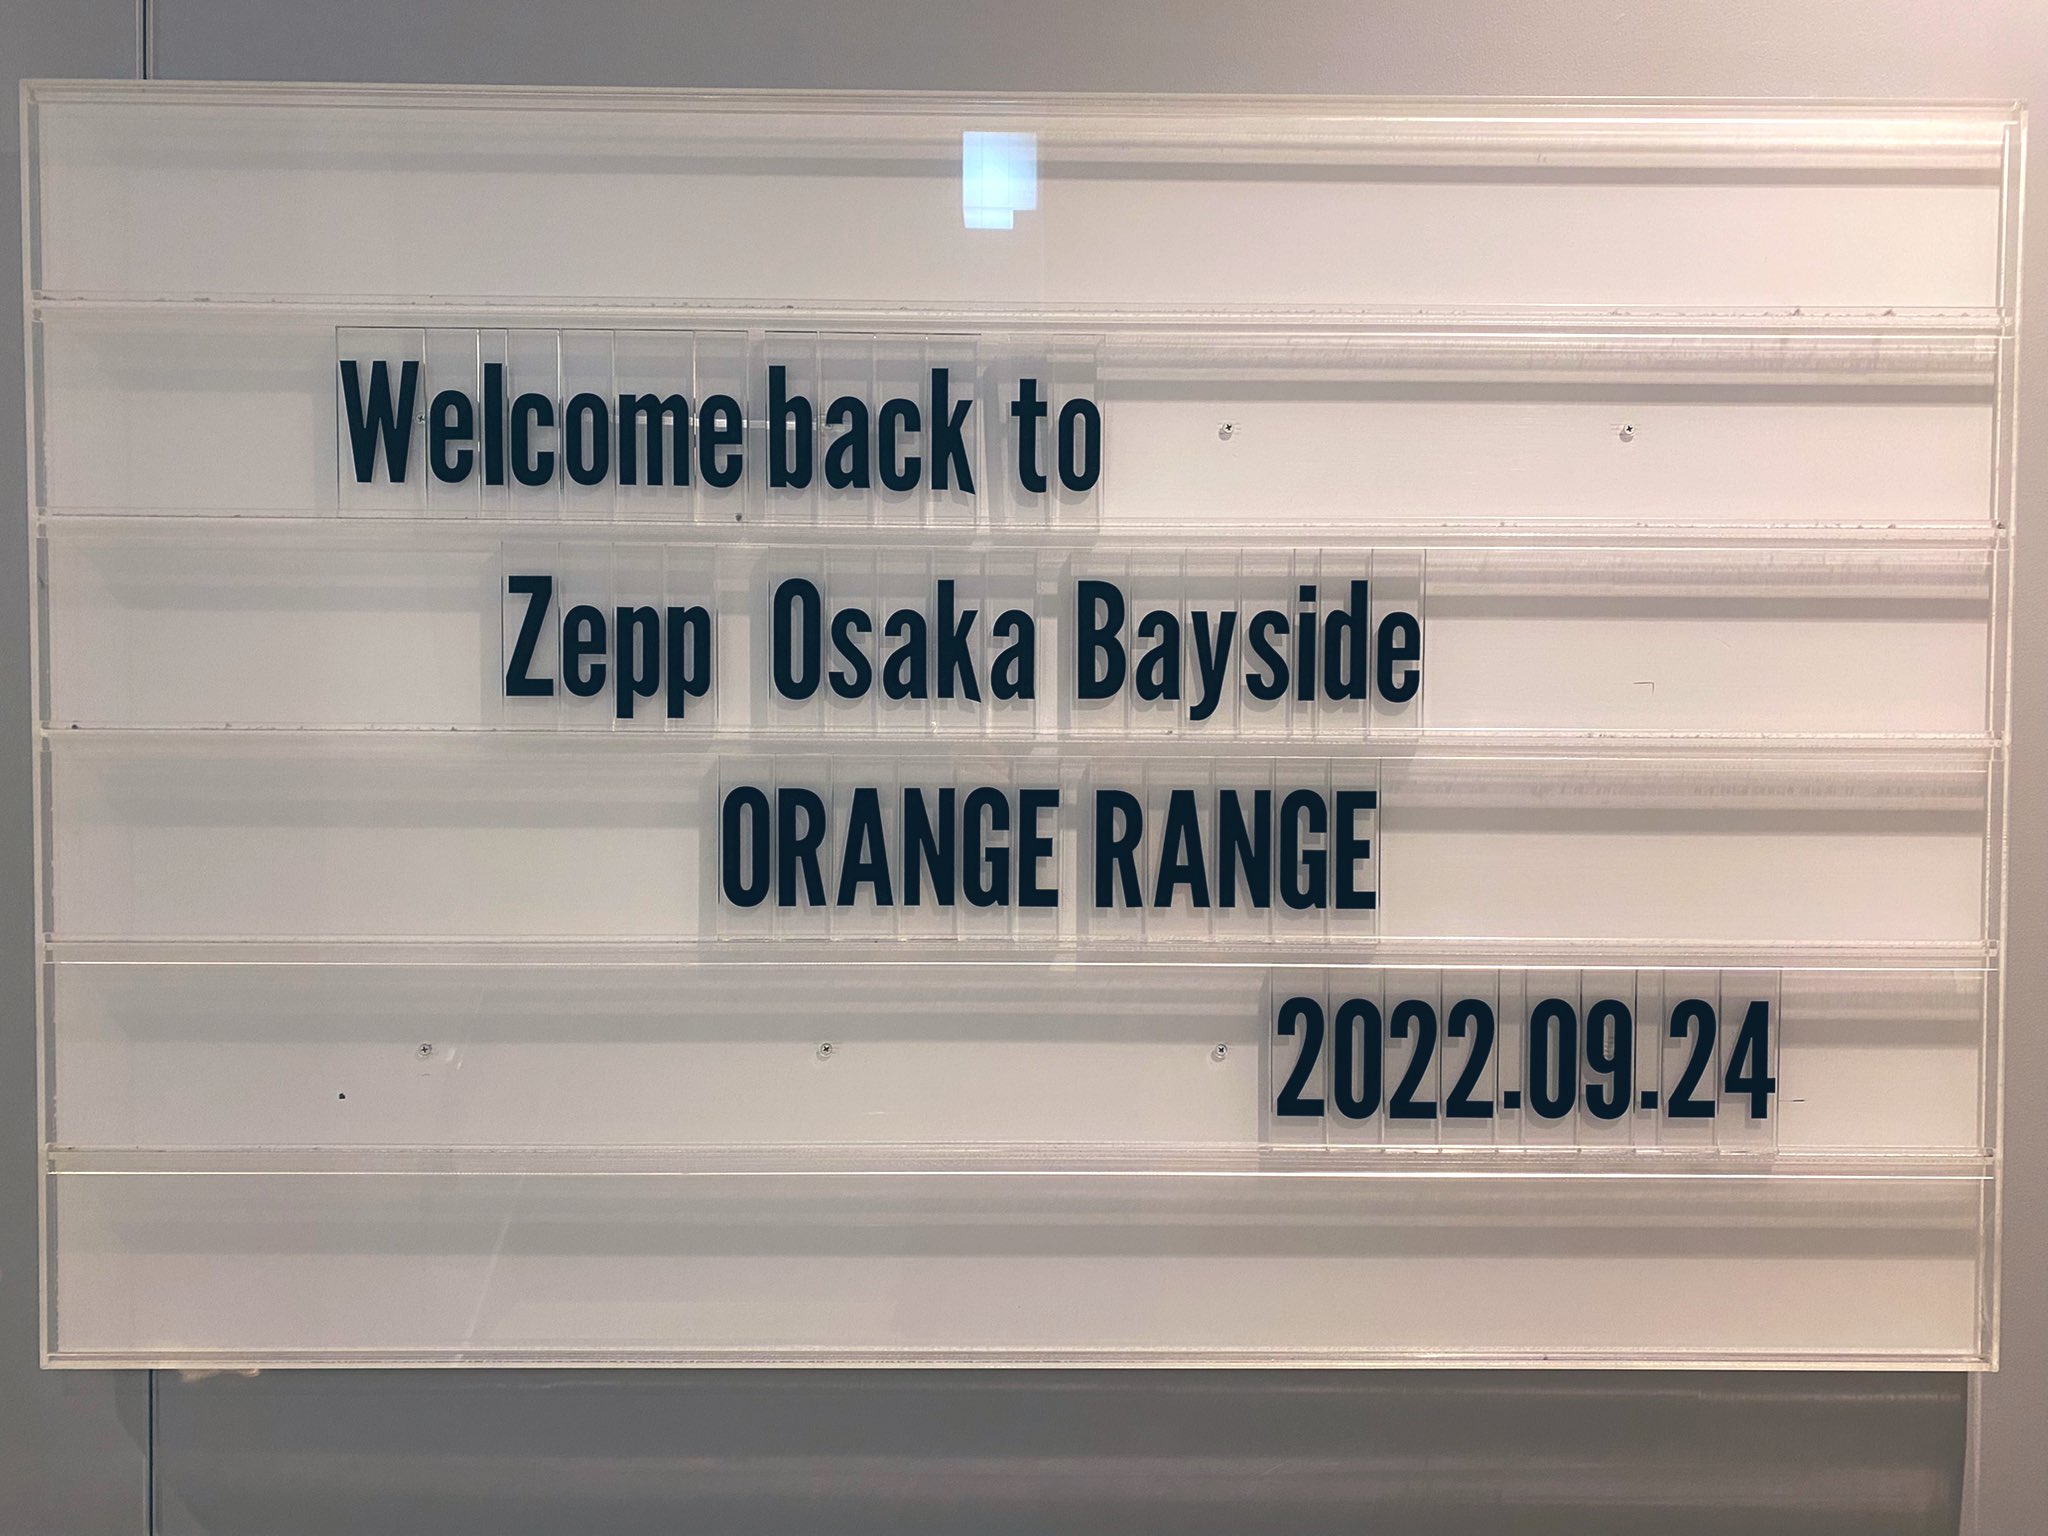 Welcome back to
Zepp Osaka Bayside
ORANGE RANGE
2022.09.24